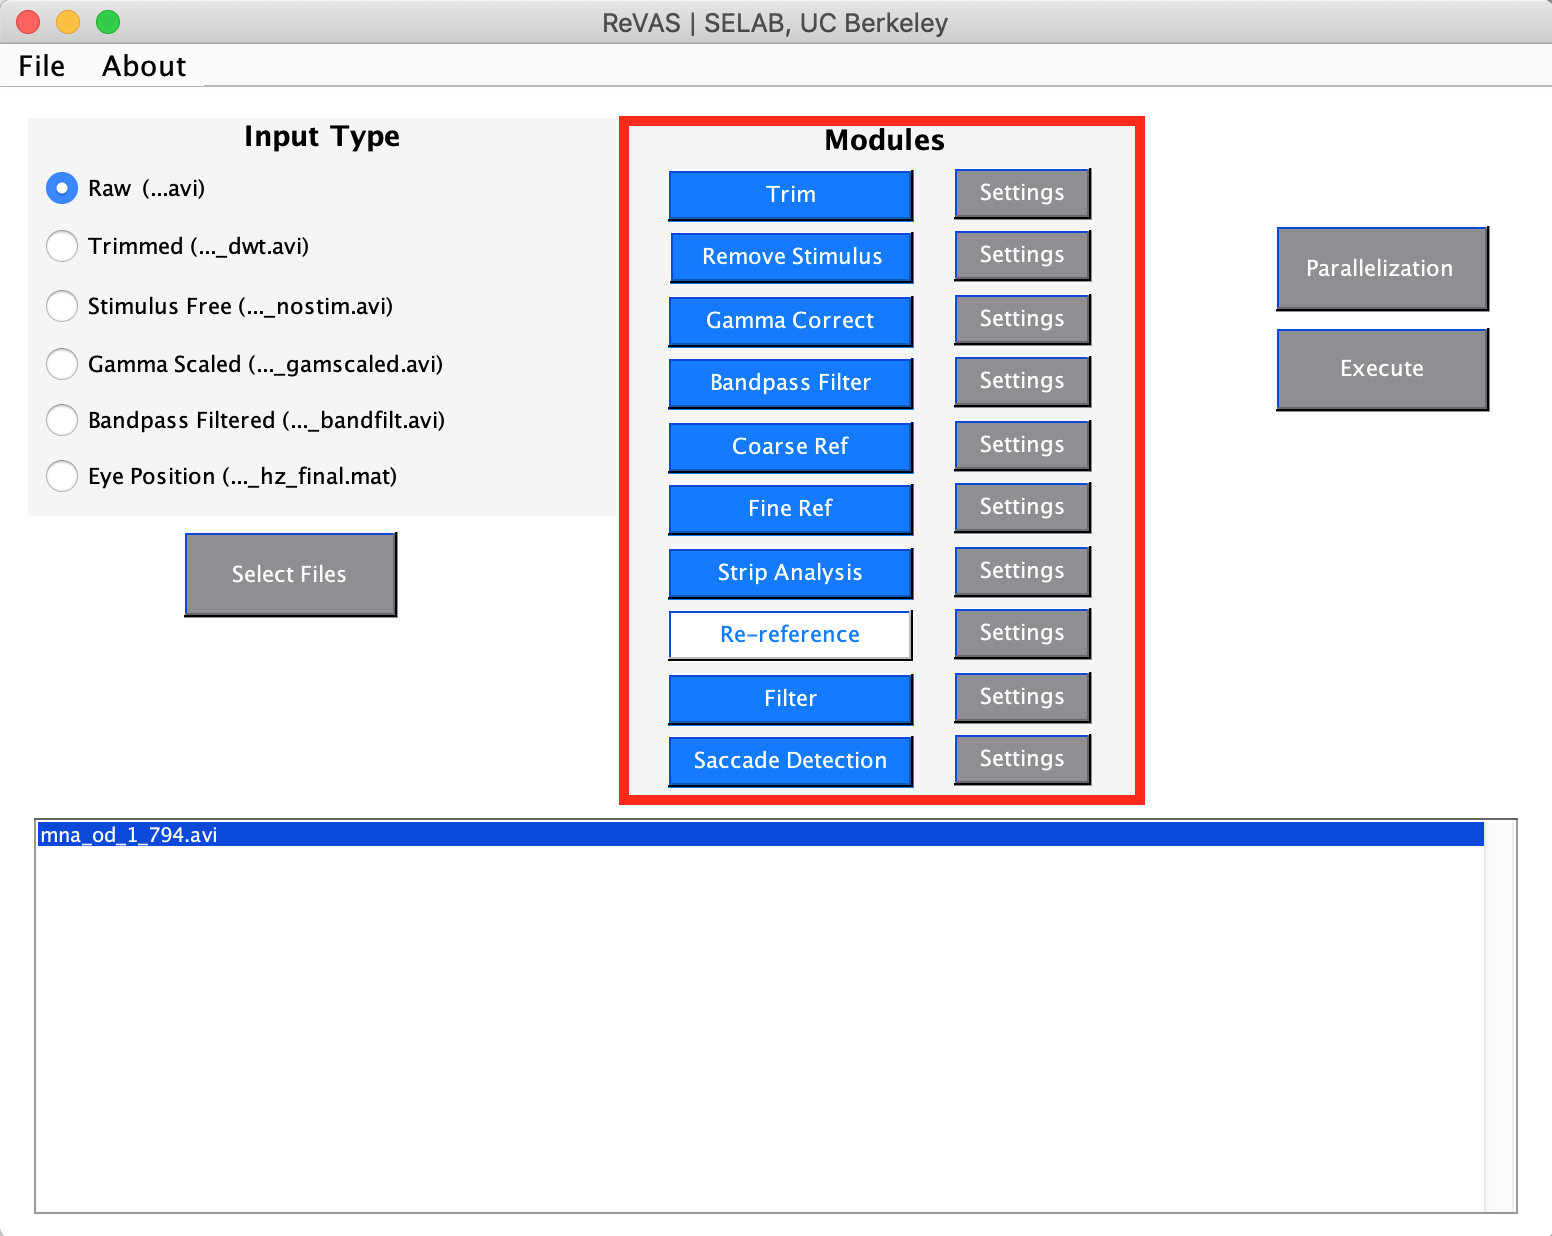 ReVAS | SELAB, UC Berkeley
File About
Input Type
Raw (...avi)
Trimmed (..._dwt.avi)
Stimulus Free (..._nostim.avi)
Gamma Scaled (..._gamscaled.avi)
Bandpass Filtered (..._bandfilt.avi)
Eye Position (..._hz_final.mat)
Select Files
Modules
Trim Settings
Remove Stimulus Settings
Gamma Correct Settings
Bandpass Filter Settings
Coarse Ref Settings
Fine Ref Settings
Strip Analysis Settings
Re-reference Settings
Filter Settings
Saccade Detection Settings
Parallelization
Execute
mna_od_1_794.avi